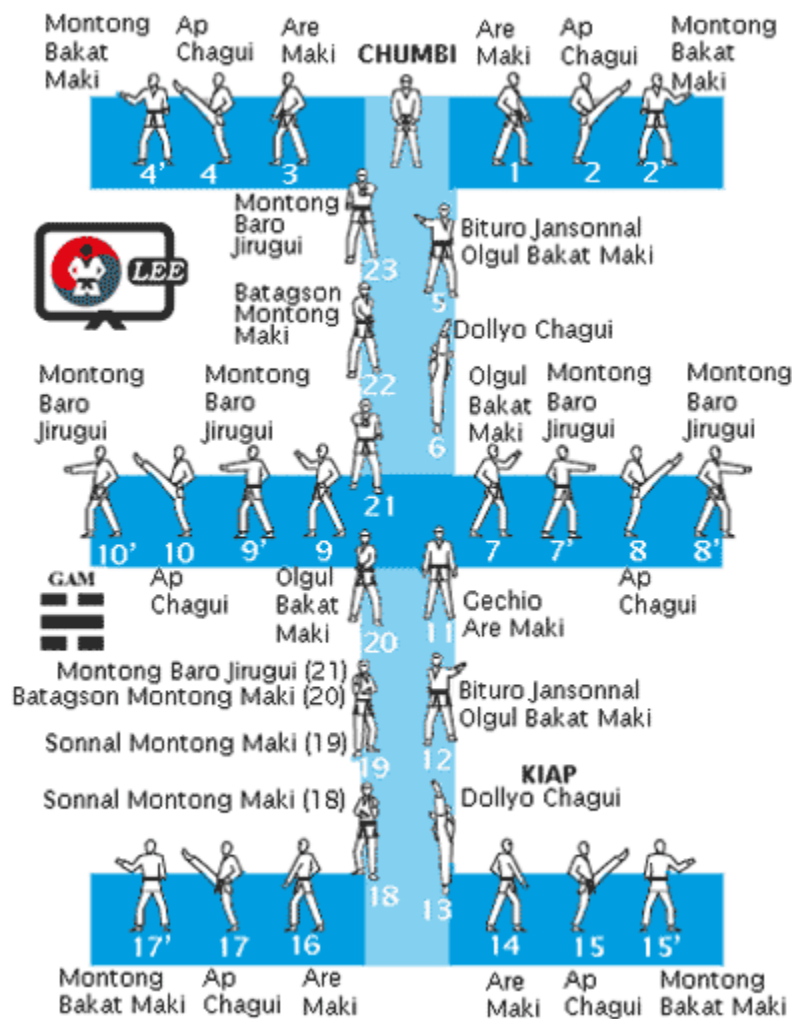 Montong
Bakat
Maki
Ap
Chagui
Are
Maki
CHUMBI
Are
Maki
Ap
Chagui
Montong
Bakat
Maki
4'
4
3
1
2
2'
Montong
Baro
Jirugui
23
Bituro Jansonnal
Olgul Bakat Maki
5
LEE
Batagson
Montong
Maki
22
Dollyo Chagui
6
Montong
Baro
Jirugui
Montong
Baro
Jirugui
Olgul
Bakat
Maki
Montong
Baro
Jirugui
Montong
Baro
Jirugui
21
10'
10
9'
9
7
7'
8
8'
GAM
Ap
Chagui
Olgul
Bakat
Maki
20
11
Gechio
Are Maki
Ap
Chagui
Montong Baro Jirugui (21)
Batagson Montong Maki (20)
Sonnal Montong Maki (19)
19
Bituro Jansonnal
Olgul Bakat Maki
12
Sonnal Montong Maki (18)
18
KIAP
Dollyo Chagui
13
17'
17
16
14
15
15'
Montong
Bakat Maki
Ap
Chagui
Are
Maki
Are
Maki
Ap
Chagui
Montong
Bakat Maki